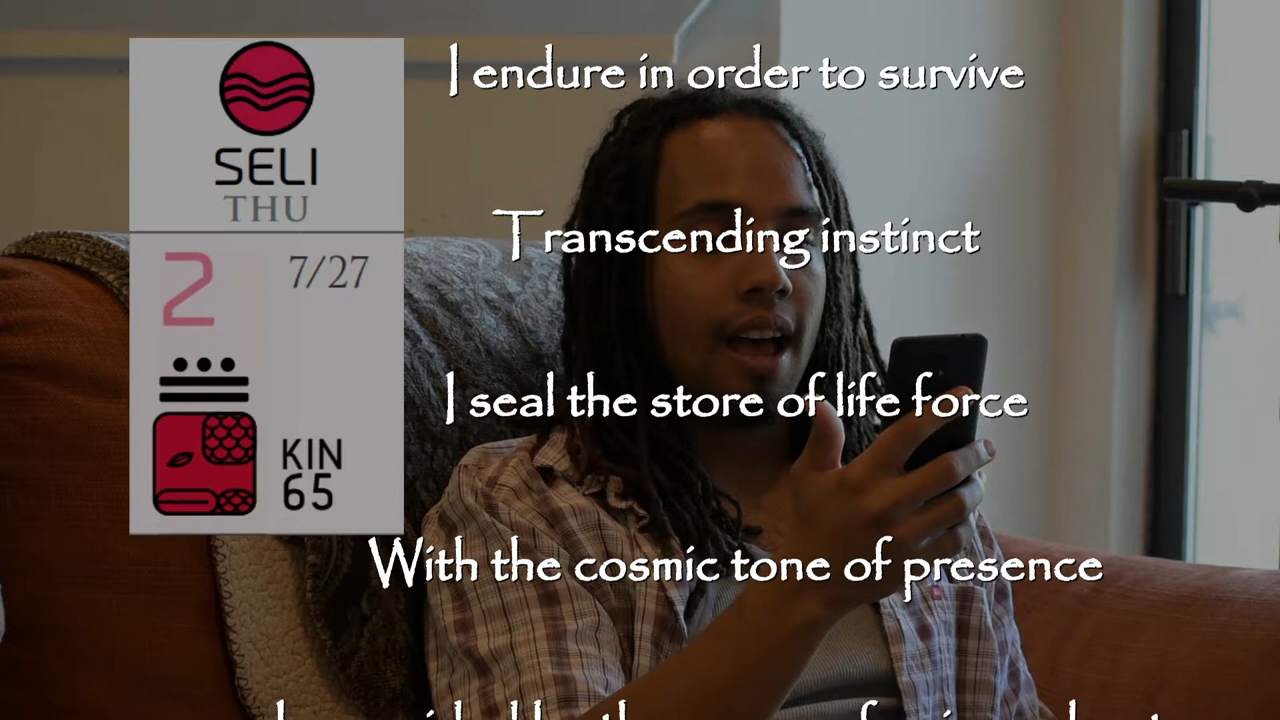 SELI
THU
2
7/27
KIN
65
I endure in order to survive
Transcending instinct
I seal the store of life force
With the cosmic tone of presence